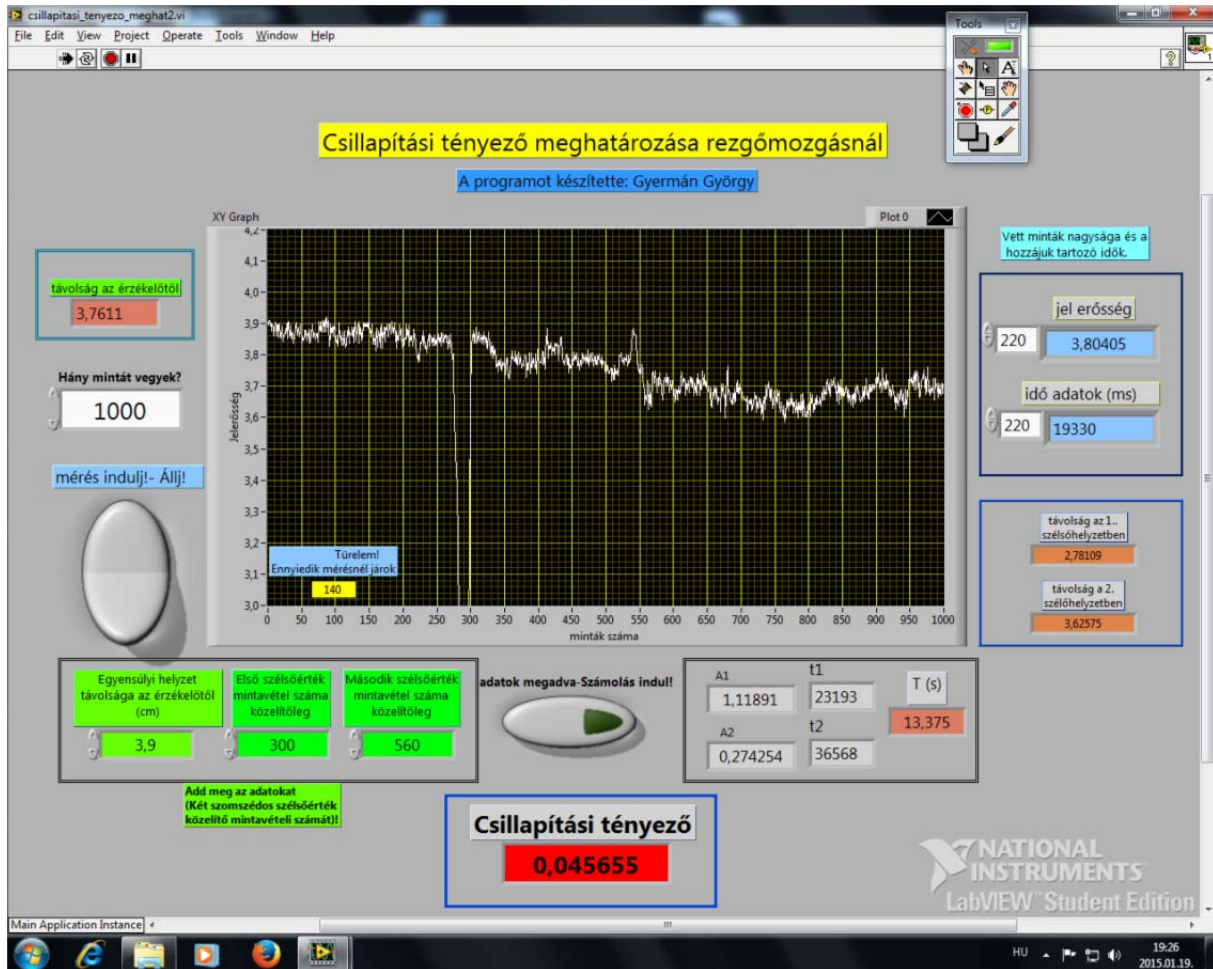 csillapitasi_tenyezo_meghat2.vi
File Edit View Project Operate Tools Window Help
Tools
Csillapítási tényező meghatározása rezgőmozgásnál
A programot készítette: Gyermán György
XY Graph
Plot 0
távolság az érzékelőtől
3,7611
Hány mintát vegyek?
1000
mérés indulj!- Állj!
Jelerősség
4,2
4,1
4,0
3,9
3,8
3,7
3,6
3,5
3,4
3,3
3,2
3,1
3,0
Türelem!
Ennyiedik mérésnél járok
140
0 50 100 150 200 250 300 350 400 450 500 550 600 650 700 750 800 850 900 950 1000
minták száma
Vett minták nagysága és a
hozzájuk tartozó idők.
jel erősség
220 3,80405
idő adatok (ms)
220 19330
távolság az 1..
szélsőhelyzetben
2,78109
távolság a 2.
szélőhelyzetben
3,62575
Egyensúlyi helyzet
távolsága az érzékelőtől
(cm)
3,9
Első szélsőérték
mintavétel száma
közelítőleg
300
Második szélsőérték
mintavétel száma
közelítőleg
560
Add meg az adatokat
(Két szomszédos szélsőérték
közelítő mintavételi számát)!
adatok megadva-Számolás indul!
A1
1,11891
t1
23193
A2
0,274254
t2
36568
T (s)
13,375
Csillapítási tényező
0,045655
NATIONAL
INSTRUMENTS
LabVIEW™ Student Edition
Main Application Instance
HU
19:26
2015.01.19.